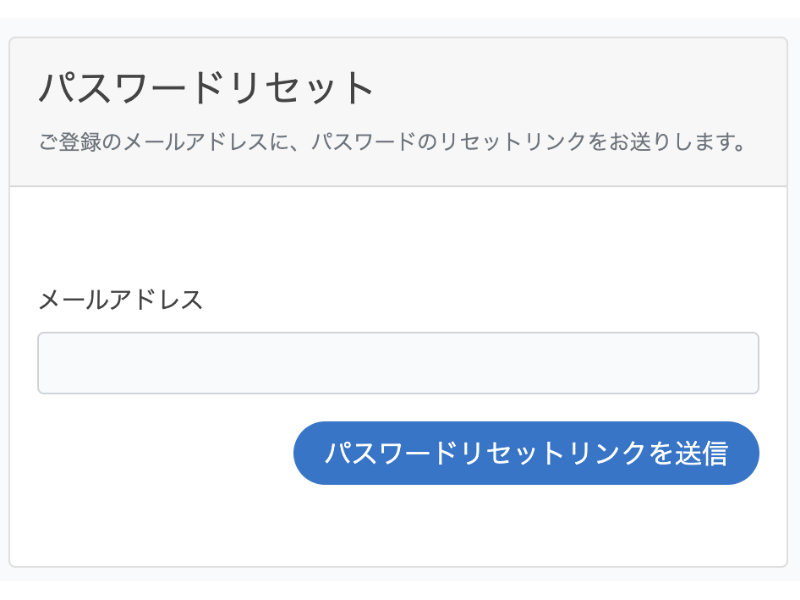 パスワードリセット
ご登録のメールアドレスに、パスワードのリセットリンクをお送りします。
メールアドレス
パスワードリセットリンクを送信